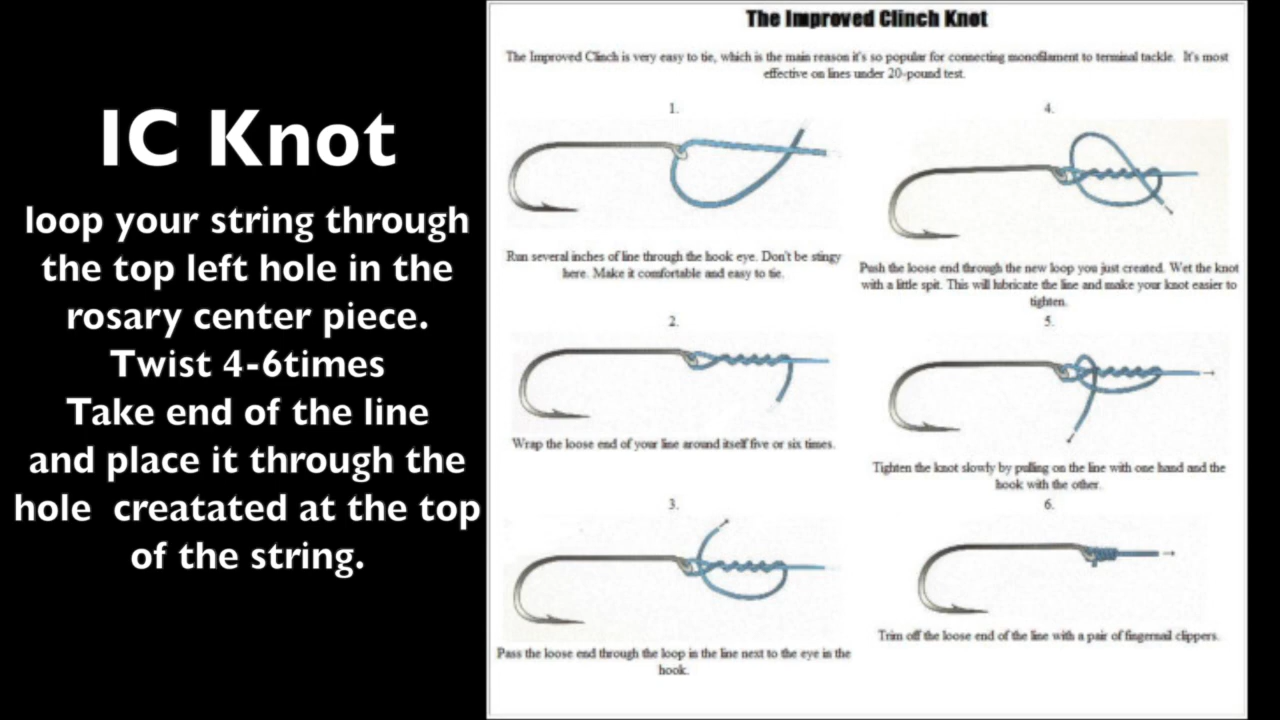 IC Knot
loop your string through
the top left hole in the
rosary center piece.
Twist 4-6times
Take end of the line
and place it through the
hole  creatated at the top
of the string.
The Improved Clinch Knot
The Improved Clinch is very easy to tie, which is the main reason it's so popular for connecting monofilament to terminal tackle.  It's most
effective on lines under 20-pound test.
1.
Run several inches of line through the hook eye. Don't be stingy
here. Make it comfortable and easy to tie.
2.
Wrap the loose end of your line around itself five or six times.
3.
Pass the loose end through the loop in the line next to the eye in the
hook.
4.
Push the loose end through the new loop you just created. Wet the knot
with a little spit. This will lubricate the line and make your knot easier to
tighten.
5.
Tighten the knot slowly by pulling on the line with one hand and the
hook with the other.
6.
Trim off the loose end of the line with a pair of fingernail clippers.